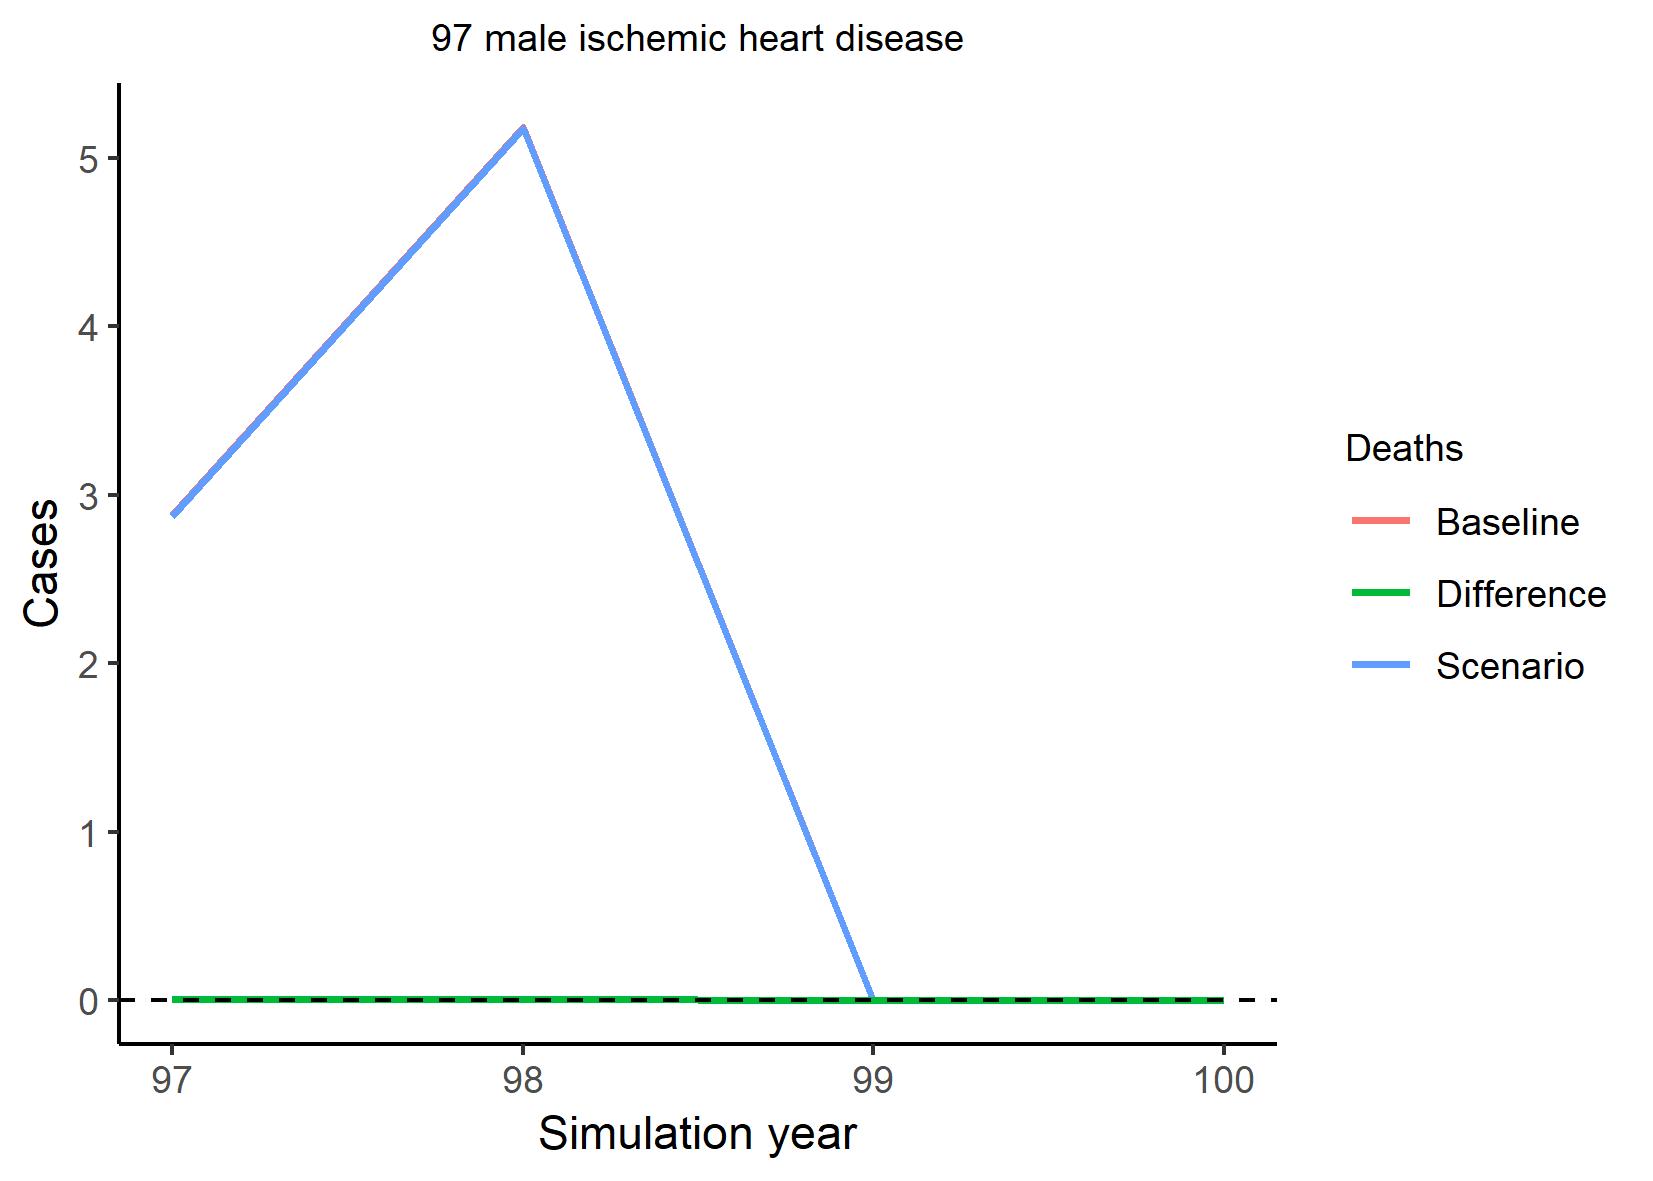 97 male ischemic heart disease
Cases
5
4
3
2
1
0
97 98 99 100
Simulation year
Deaths
Baseline
Difference
Scenario